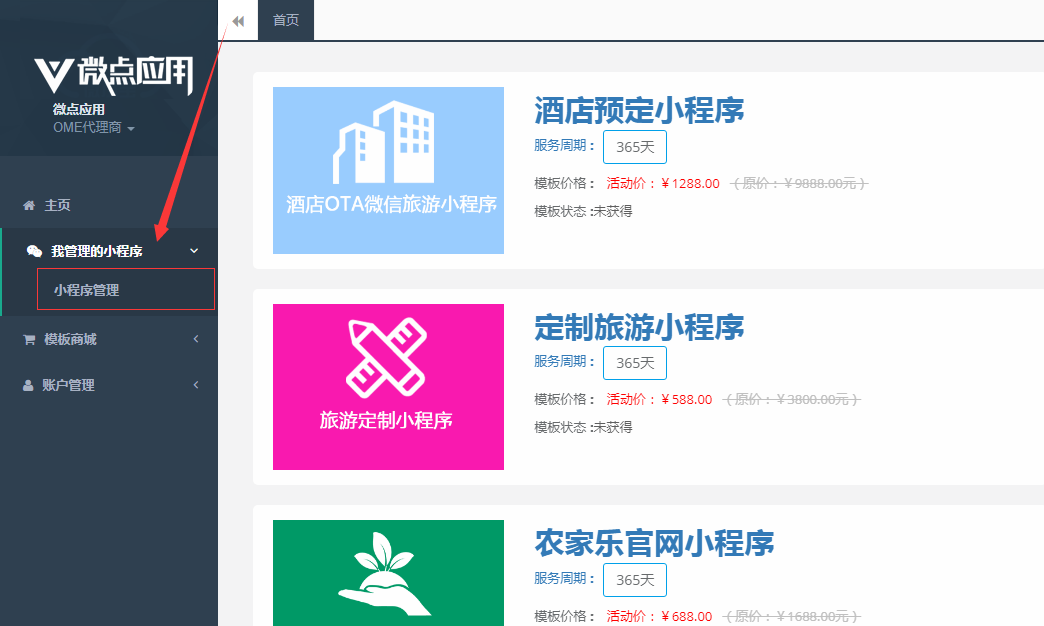 首页
微点应用
微点应用
OME代理商
主页
我管理的小程序
小程序管理
模板商城
账户管理
酒店OTA微信旅游小程序
酒店预定小程序
服务周期： 365天
模板价格： 活动价：￥1288.00 （原价：￥9888.00元）
模板状态 :未获得
旅游定制小程序
定制旅游小程序
服务周期： 365天
模板价格： 活动价：￥588.00 （原价：￥3800.00元）
模板状态 :未获得
农家乐官网小程序
服务周期： 365天
模板价格： 活动价：￥688.00 （原价：￥1688.00元）